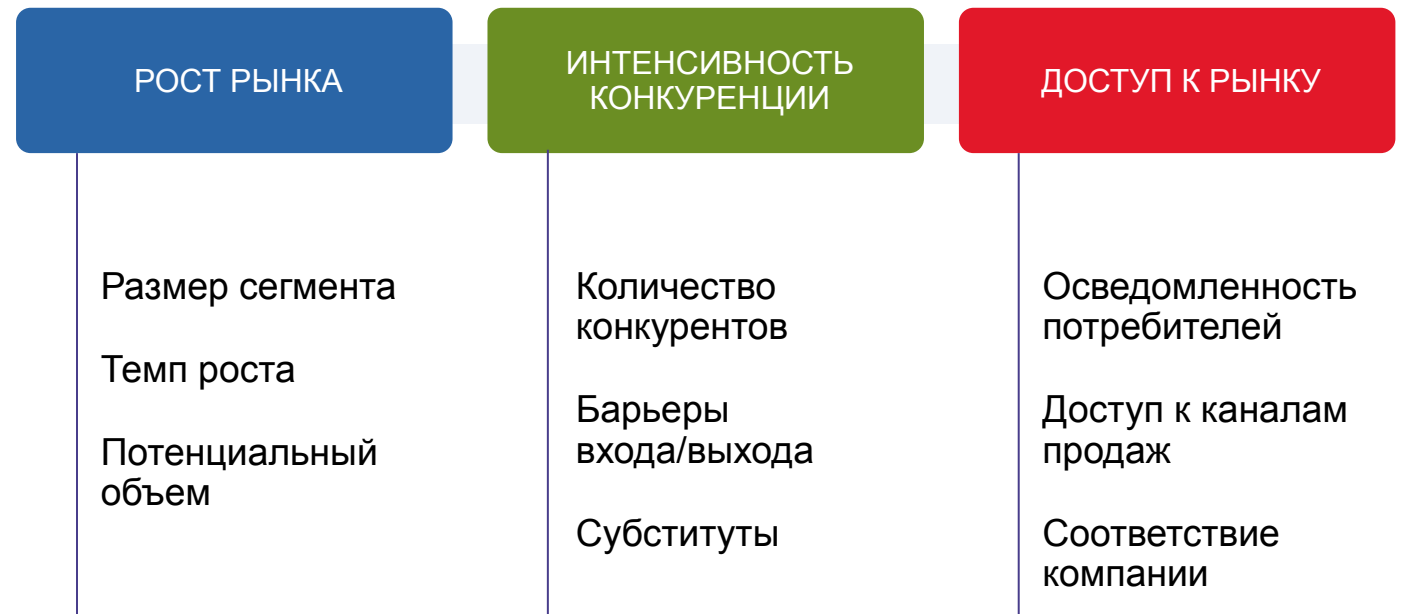 РОСТ РЫНКА
ИНТЕНСИВНОСТЬ
КОНКУРЕНЦИИ
ДОСТУП К РЫНКУ
Размер сегмента
Темп роста
Потенциальный
объем
Количество
конкурентов
Барьеры
входа/выхода
Субституты
Осведомленность
потребителей
Доступ к каналам
продаж
Соответствие
компании